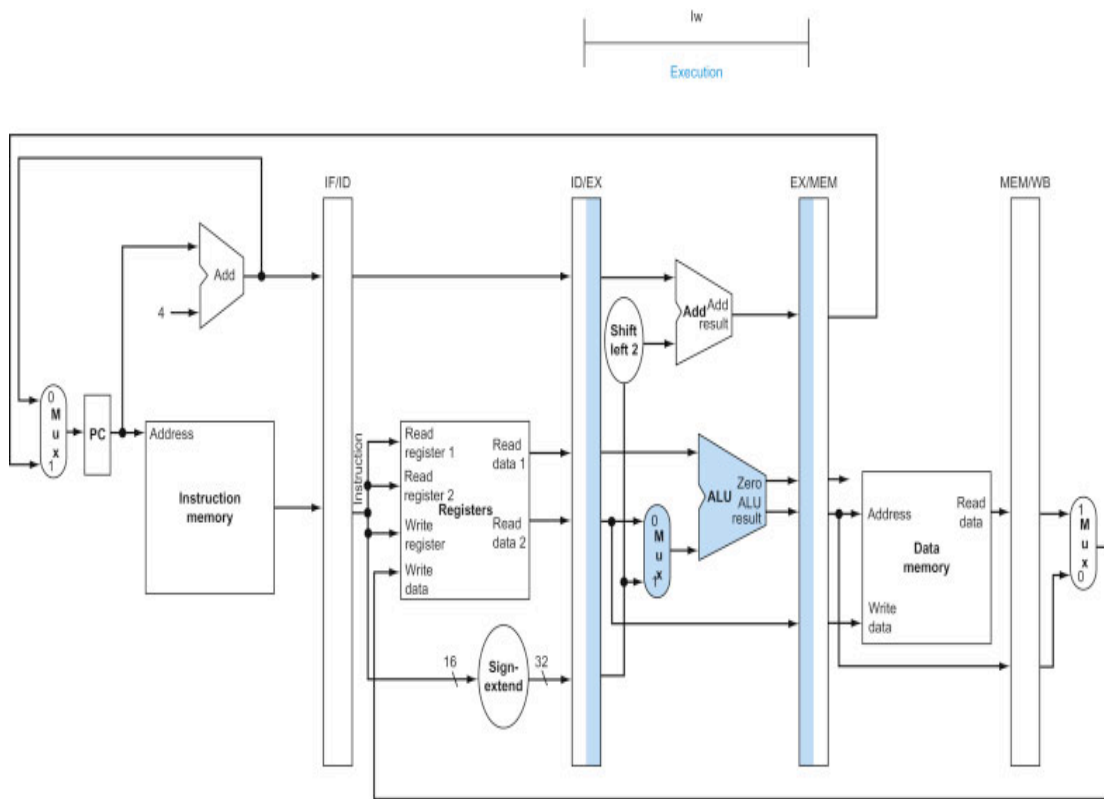 lw
Execution
IF/ID
ID/EX
EX/MEM
MEM/WB
Add
4
Add
Add
result
Shift
left 2
0
M
u
x
1
PC
Address
Instruction
memory
Instruction
Read
register 1
Read
register 2
Registers
Write
register
Write
data
Read
data 1
Read
data 2
0
M
u
x
1
ALU
Zero
ALU
result
Address
Read
data
Data
memory
Write
data
1
M
u
x
0
16
Sign-
extend
32